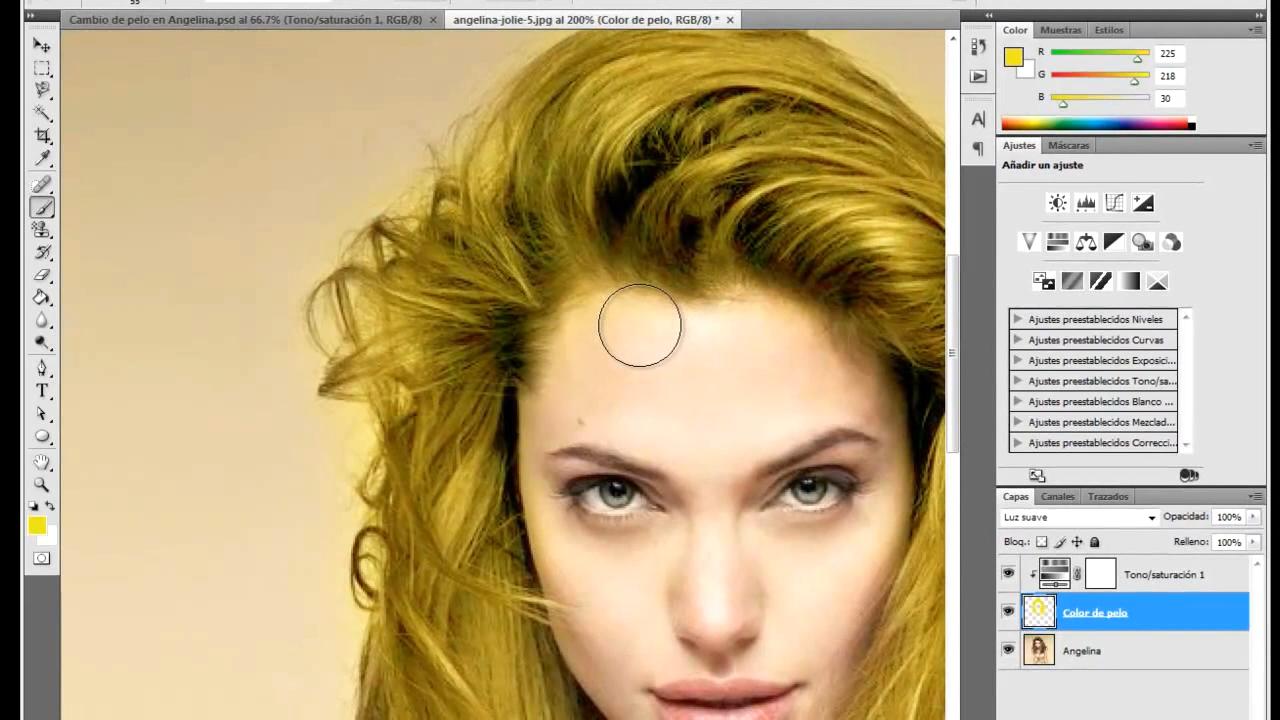 55
Cambio de pelo en Angelina.psd al 66.7% (Tono/saturación 1, RGB/8) ×
angelina-jolie-5.jpg al 200% (Color de pelo, RGB/8) * ×
Color Muestras Estilos
R 225
G 218
B 30
Ajustes Máscaras
Añadir un ajuste
Ajustes preestablecidos Niveles
Ajustes preestablecidos Curvas
Ajustes preestablecidos Exposici...
Ajustes preestablecidos Tono/sa...
Ajustes preestablecidos Blanco ...
Ajustes preestablecidos Mezclad...
Ajustes preestablecidos Correcci...
Capas Canales Trazados
Luz suave Opacidad: 100%
Bloq.: Relleno: 100%
Tono/saturación 1
Color de pelo
Angelina